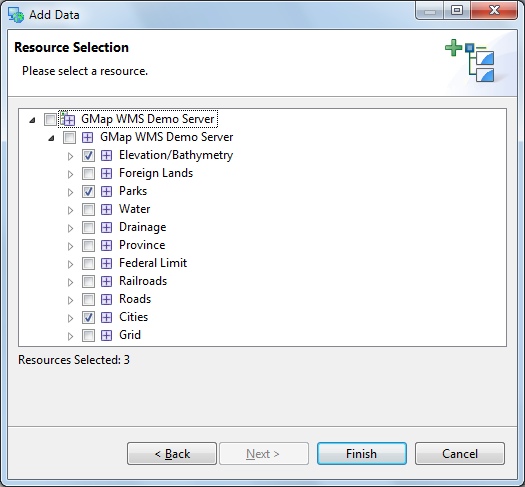 Add Data
Resource Selection
Please select a resource.
GMap WMS Demo Server
GMap WMS Demo Server
Elevation/Bathymetry
Foreign Lands
Parks
Water
Drainage
Province
Federal Limit
Railroads
Roads
Cities
Grid
Resources Selected: 3
< Back Next > Finish Cancel